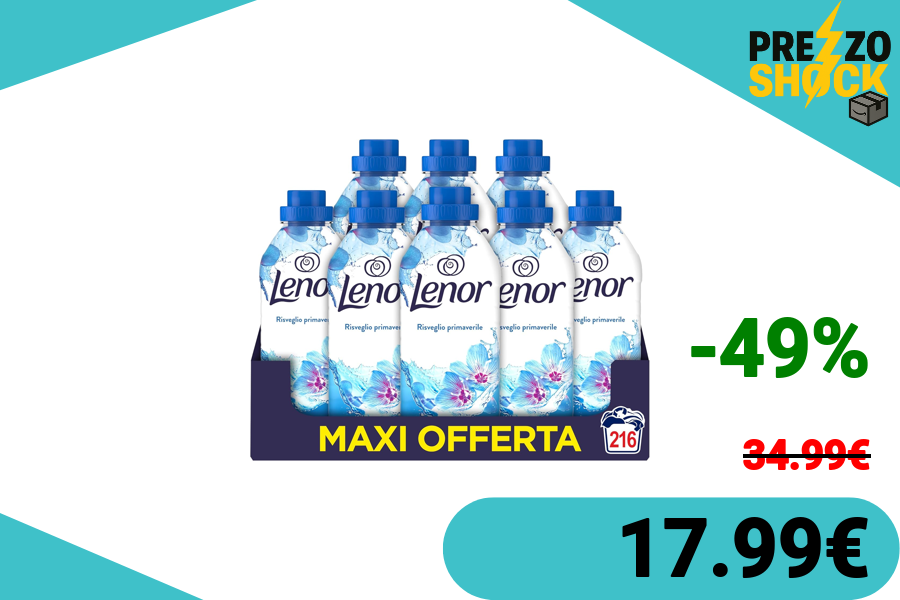 PREZZO
SHOCK
Lenor
Lenor
Lenor
Lenor
Lenor
Risveglio primaverile
Risveglio primaverile
Risveglio primaverile
Risveglio primaverile
Risveglio primaverile
MAXI OFFERTA
216
-49%
34.99€
17.99€